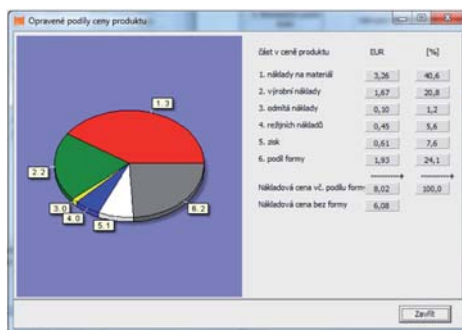 Opravené podíly ceny produktu
část v ceně produktu EUR [%]
1. náklady na materiál 3,26 40,6
2. výrobní náklady 1,67 20,8
3. odmítá náklady 0,10 1,2
4. režijních nákladů 0,45 5,6
5. zisk 0,61 7,6
6. podíl formy 1,93 24,1
Nákladová cena vč. podílu formy 8,02 100,0
Nákladová cena bez formy 6,08
1.3
2.2
3.0
4.0
5.1
6.2
Zavřít